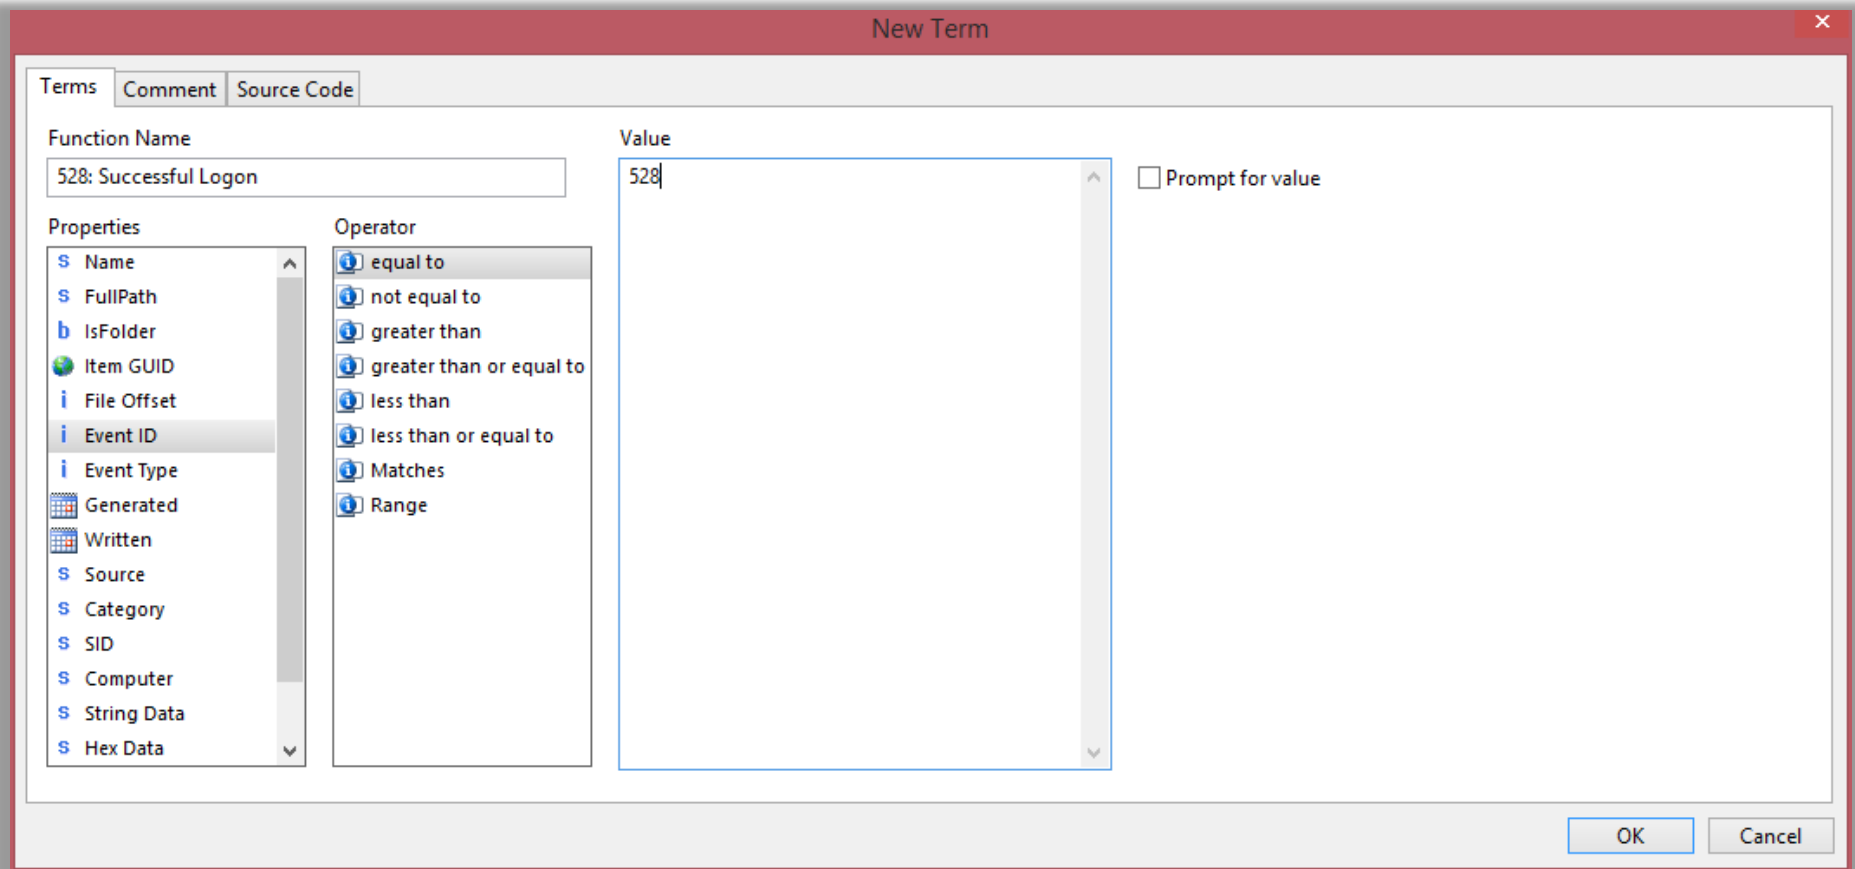 New Term
Terms Comment Source Code
Function Name
528: Successful Logon
Value
528
Prompt for value
Properties
Name
FullPath
IsFolder
Item GUID
File Offset
Event ID
Event Type
Generated
Written
Source
Category
SID
Computer
String Data
Hex Data
Operator
equal to
not equal to
greater than
greater than or equal to
less than
less than or equal to
Matches
Range
OK Cancel